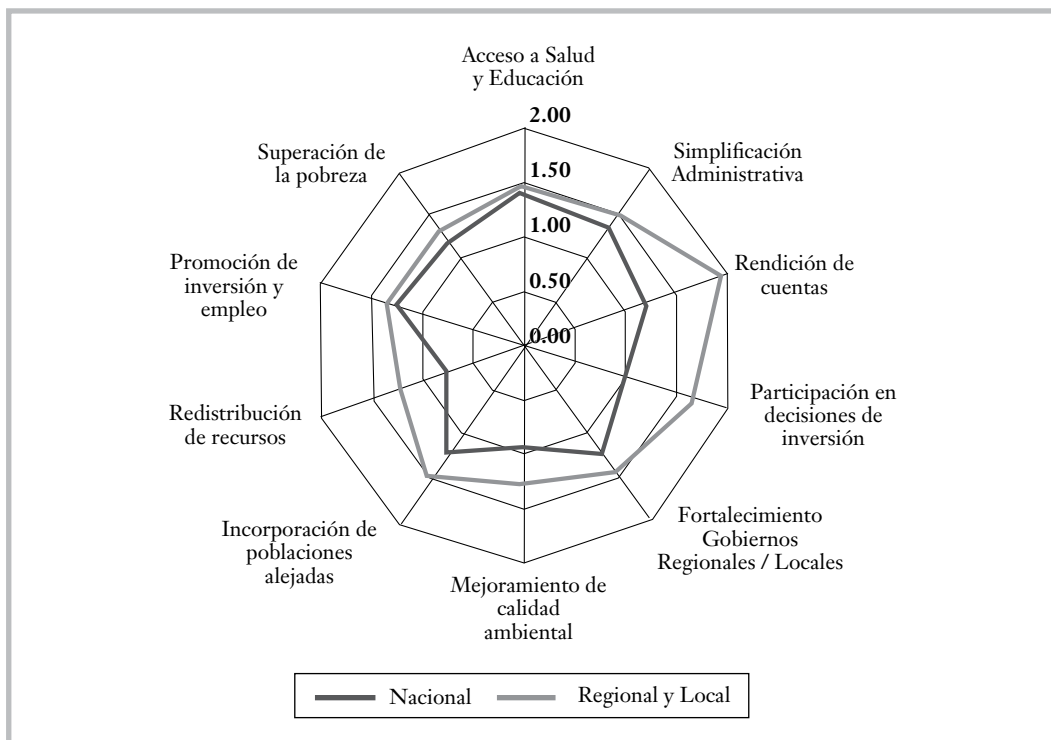 Acceso a Salud
y Educación
2.00
1.50
1.00
0.50
0.00
Simplificación
Administrativa
Rendición de
cuentas
Participación en
decisiones de
inversión
Fortalecimiento
Gobiernos
Regionales / Locales
Mejoramiento de
calidad
ambiental
Incorporación de
poblaciones
alejadas
Redistribución
de recursos
Promoción de
inversión y
empleo
Superación de
la pobreza
Nacional
Regional y Local